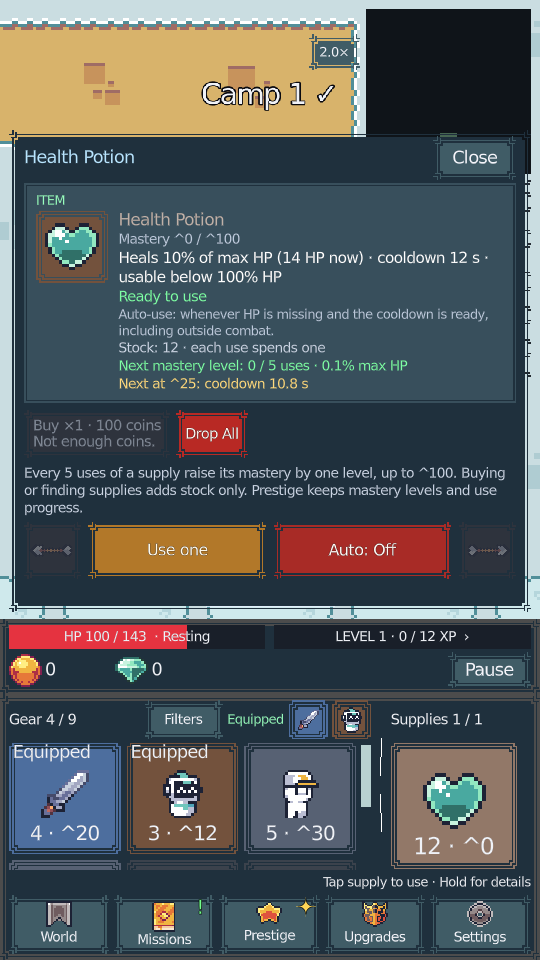 2.0×
Camp 1 ✓
Health Potion
Close
ITEM
Health Potion
Mastery ^0 / ^100
Heals 10% of max HP (14 HP now) · cooldown 12 s ·
usable below 100% HP
Ready to use
Auto-use: whenever HP is missing and the cooldown is ready,
including outside combat.
Stock: 12 · each use spends one
Next mastery level: 0 / 5 uses · 0.1% max HP
Next at ^25: cooldown 10.8 s
Buy ×1 · 100 coins
Not enough coins.
Drop All
Every 5 uses of a supply raise its mastery by one level, up to ^100. Buying
or finding supplies adds stock only. Prestige keeps mastery levels and use
progress.
Use one
Auto: Off
HP 100 / 143 · Resting
LEVEL 1 · 0 / 12 XP ›
0
0
Pause
Gear 4 / 9
Filters
Equipped
Supplies 1 / 1
Equipped
Equipped
4 · ^20
3 · ^12
5 · ^30
12 · ^0
Tap supply to use · Hold for details
World
Missions
!
Prestige
Upgrades
Settings